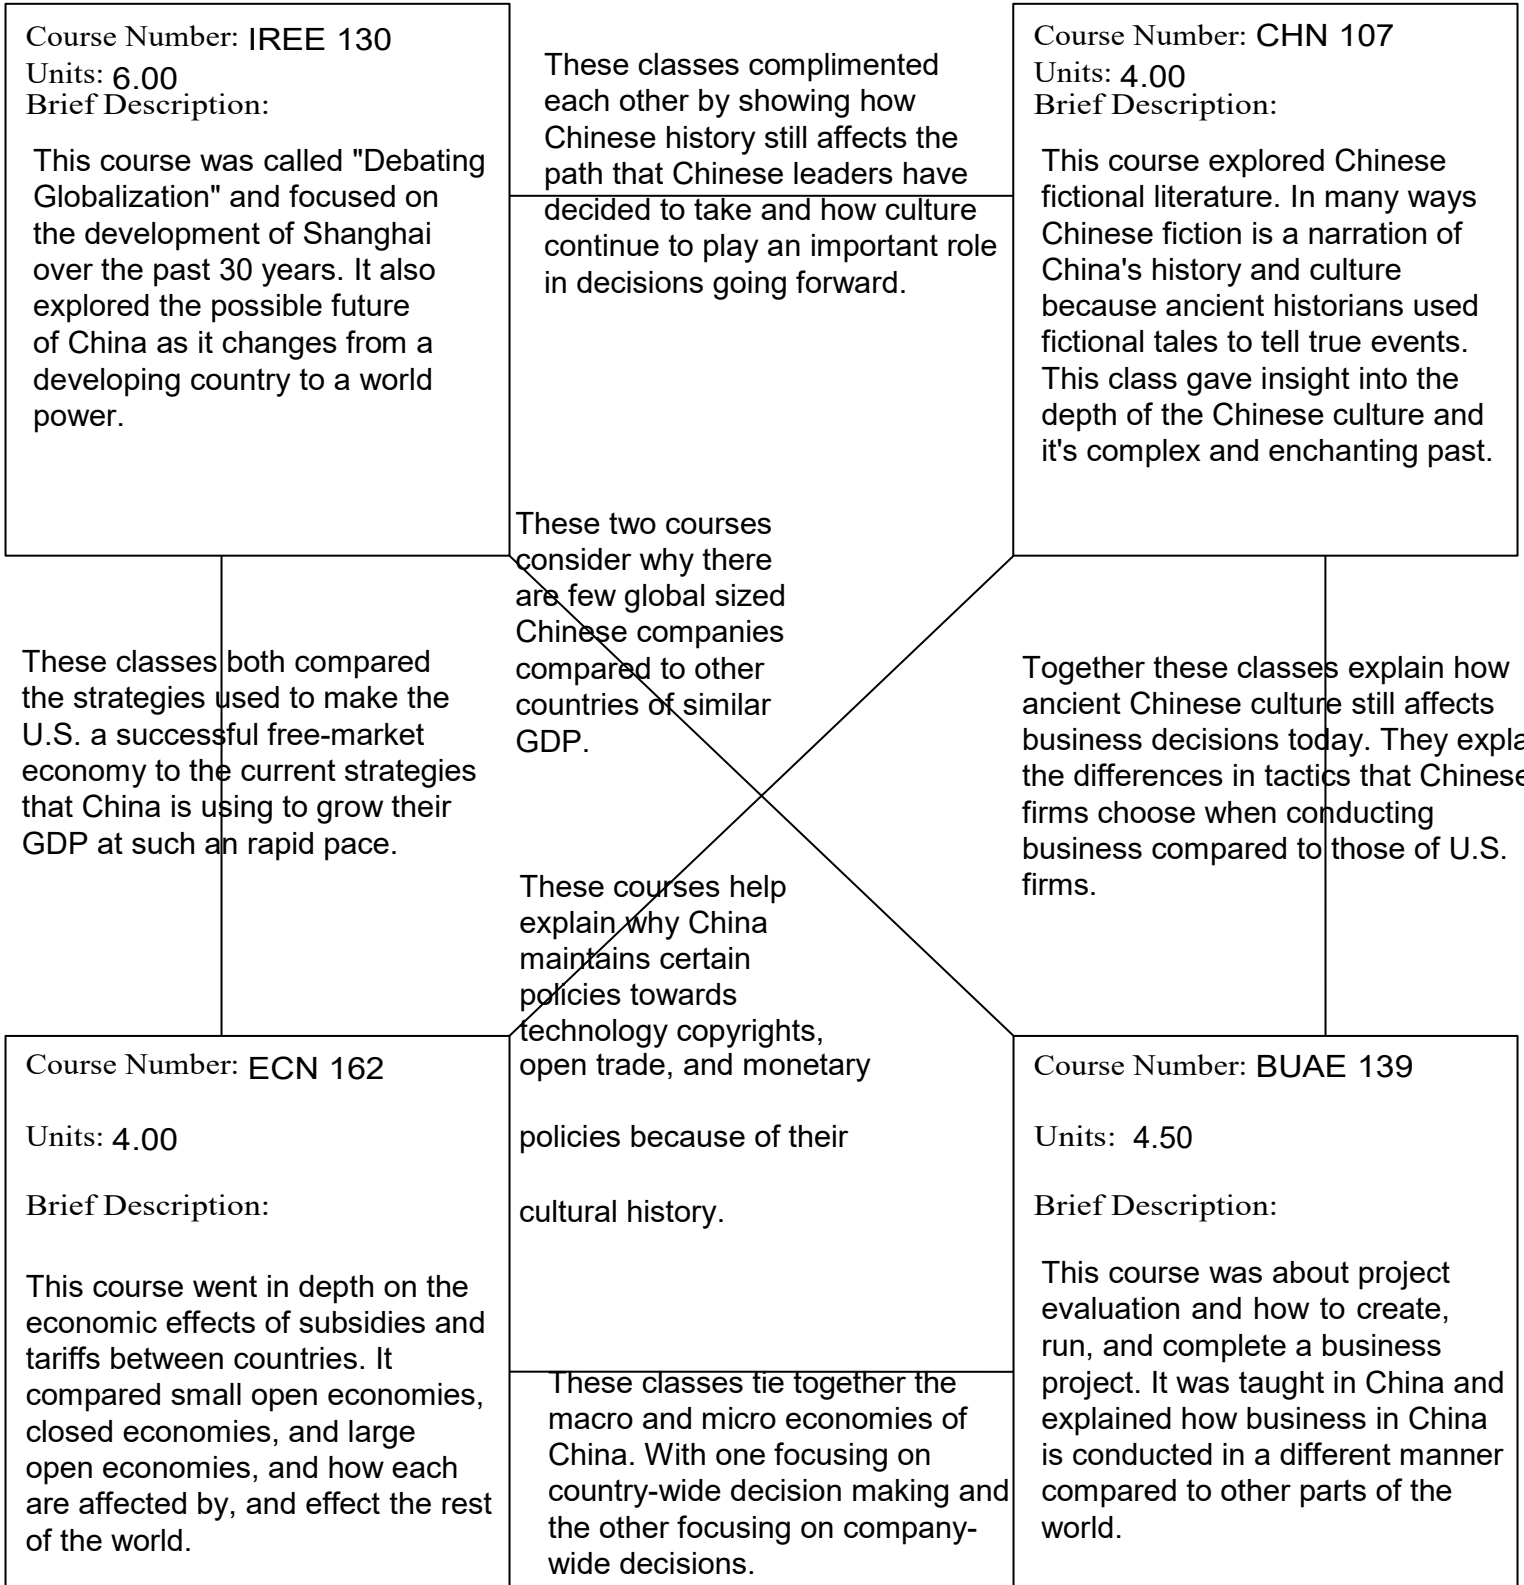 Course Number: IREE 130
Units: 6.00
Brief Description:
This course was called "Debating
Globalization" and focused on
the development of Shanghai
over the past 30 years. It also
explored the possible future
of China as it changes from a
developing country to a world
power.
These classes complimented
each other by showing how
Chinese history still affects the
path that Chinese leaders have
decided to take and how culture
continue to play an important role
in decisions going forward.
Course Number: CHN 107
Units: 4.00
Brief Description:
This course explored Chinese
fictional literature. In many ways
Chinese fiction is a narration of
China's history and culture
because ancient historians used
fictional tales to tell true events.
This class gave insight into the
depth of the Chinese culture and
it's complex and enchanting past.
These two courses
consider why there
are few global sized
Chinese companies
compared to other
countries of similar
GDP.
These classes both compared
the strategies used to make the
U.S. a successful free-market
economy to the current strategies
that China is using to grow their
GDP at such an rapid pace.
Together these classes explain how
ancient Chinese culture still affects
business decisions today. They expla
the differences in tactics that Chinese
firms choose when conducting
business compared to those of U.S.
firms.
These courses help
explain why China
maintains certain
policies towards
technology copyrights,
open trade, and monetary
policies because of their
cultural history.
Course Number: ECN 162
Units: 4.00
Brief Description:
This course went in depth on the
economic effects of subsidies and
tariffs between countries. It
compared small open economies,
closed economies, and large
open economies, and how each
are affected by, and effect the rest
of the world.
These classes tie together the
macro and micro economies of
China. With one focusing on
country-wide decision making and
the other focusing on company-
wide decisions.
Course Number: BUAE 139
Units: 4.50
Brief Description:
This course was about project
evaluation and how to create,
run, and complete a business
project. It was taught in China and
explained how business in China
is conducted in a different manner
compared to other parts of the
world.